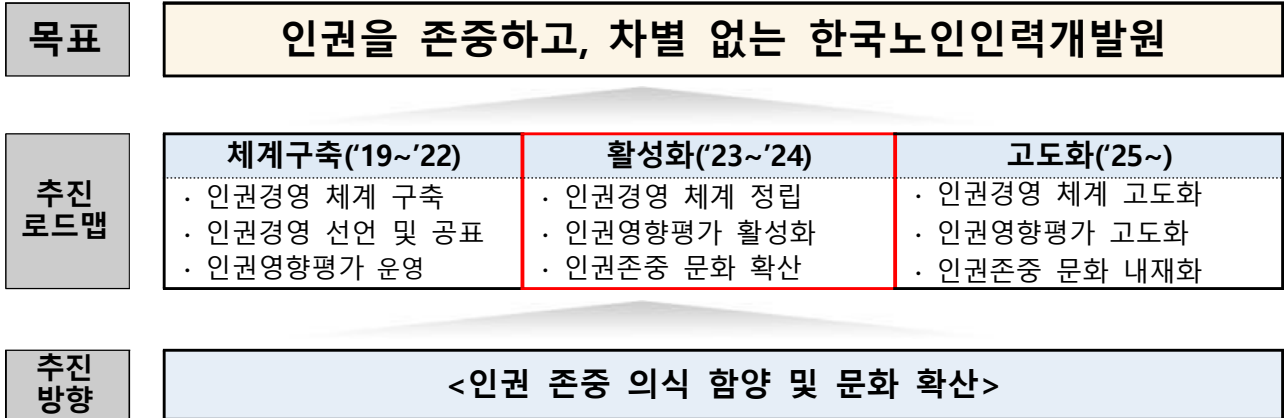 목표
인권을 존중하고, 차별 없는 한국노인인력개발원
추진
로드맵
체계구축(‘19~’22)
· 인권경영 체계 구축
· 인권경영 선언 및 공표
· 인권영향평가 운영
활성화(‘23~’24)
· 인권경영 체계 정립
· 인권영향평가 활성화
· 인권존중 문화 확산
고도화(‘25~)
· 인권경영 체계 고도화
· 인권영향평가 고도화
· 인권존중 문화 내재화
추진
방향
<인권 존중 의식 함양 및 문화 확산>